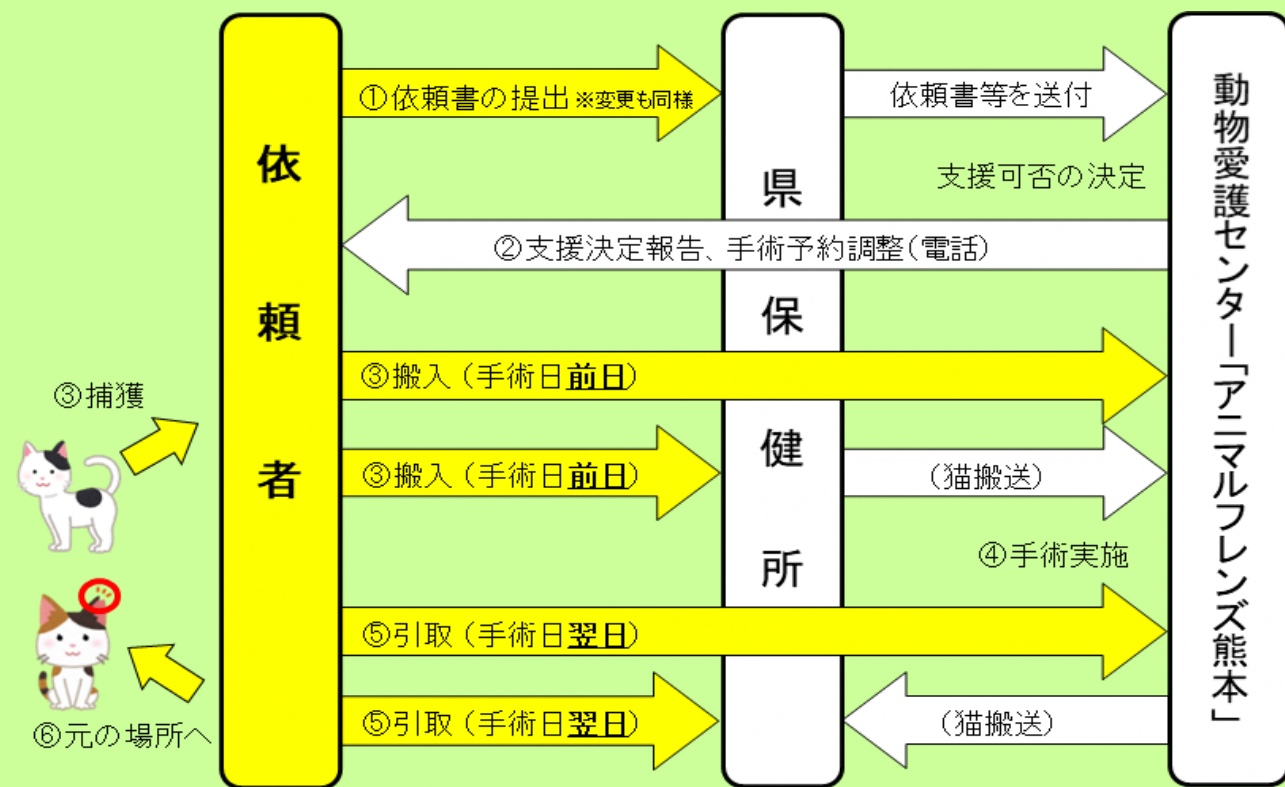 依頼者
県保健所
動物愛護センター「アニマルフレンズ熊本」
①依頼書の提出※変更も同様
依頼書等を送付
支援可否の決定
②支援決定報告、手術予約調整(電話)
③捕獲
③搬入(手術日前日)
③搬入(手術日前日)
(猫搬送)
④手術実施
⑤引取(手術日翌日)
⑤引取(手術日翌日)
(猫搬送)
⑥元の場所へ